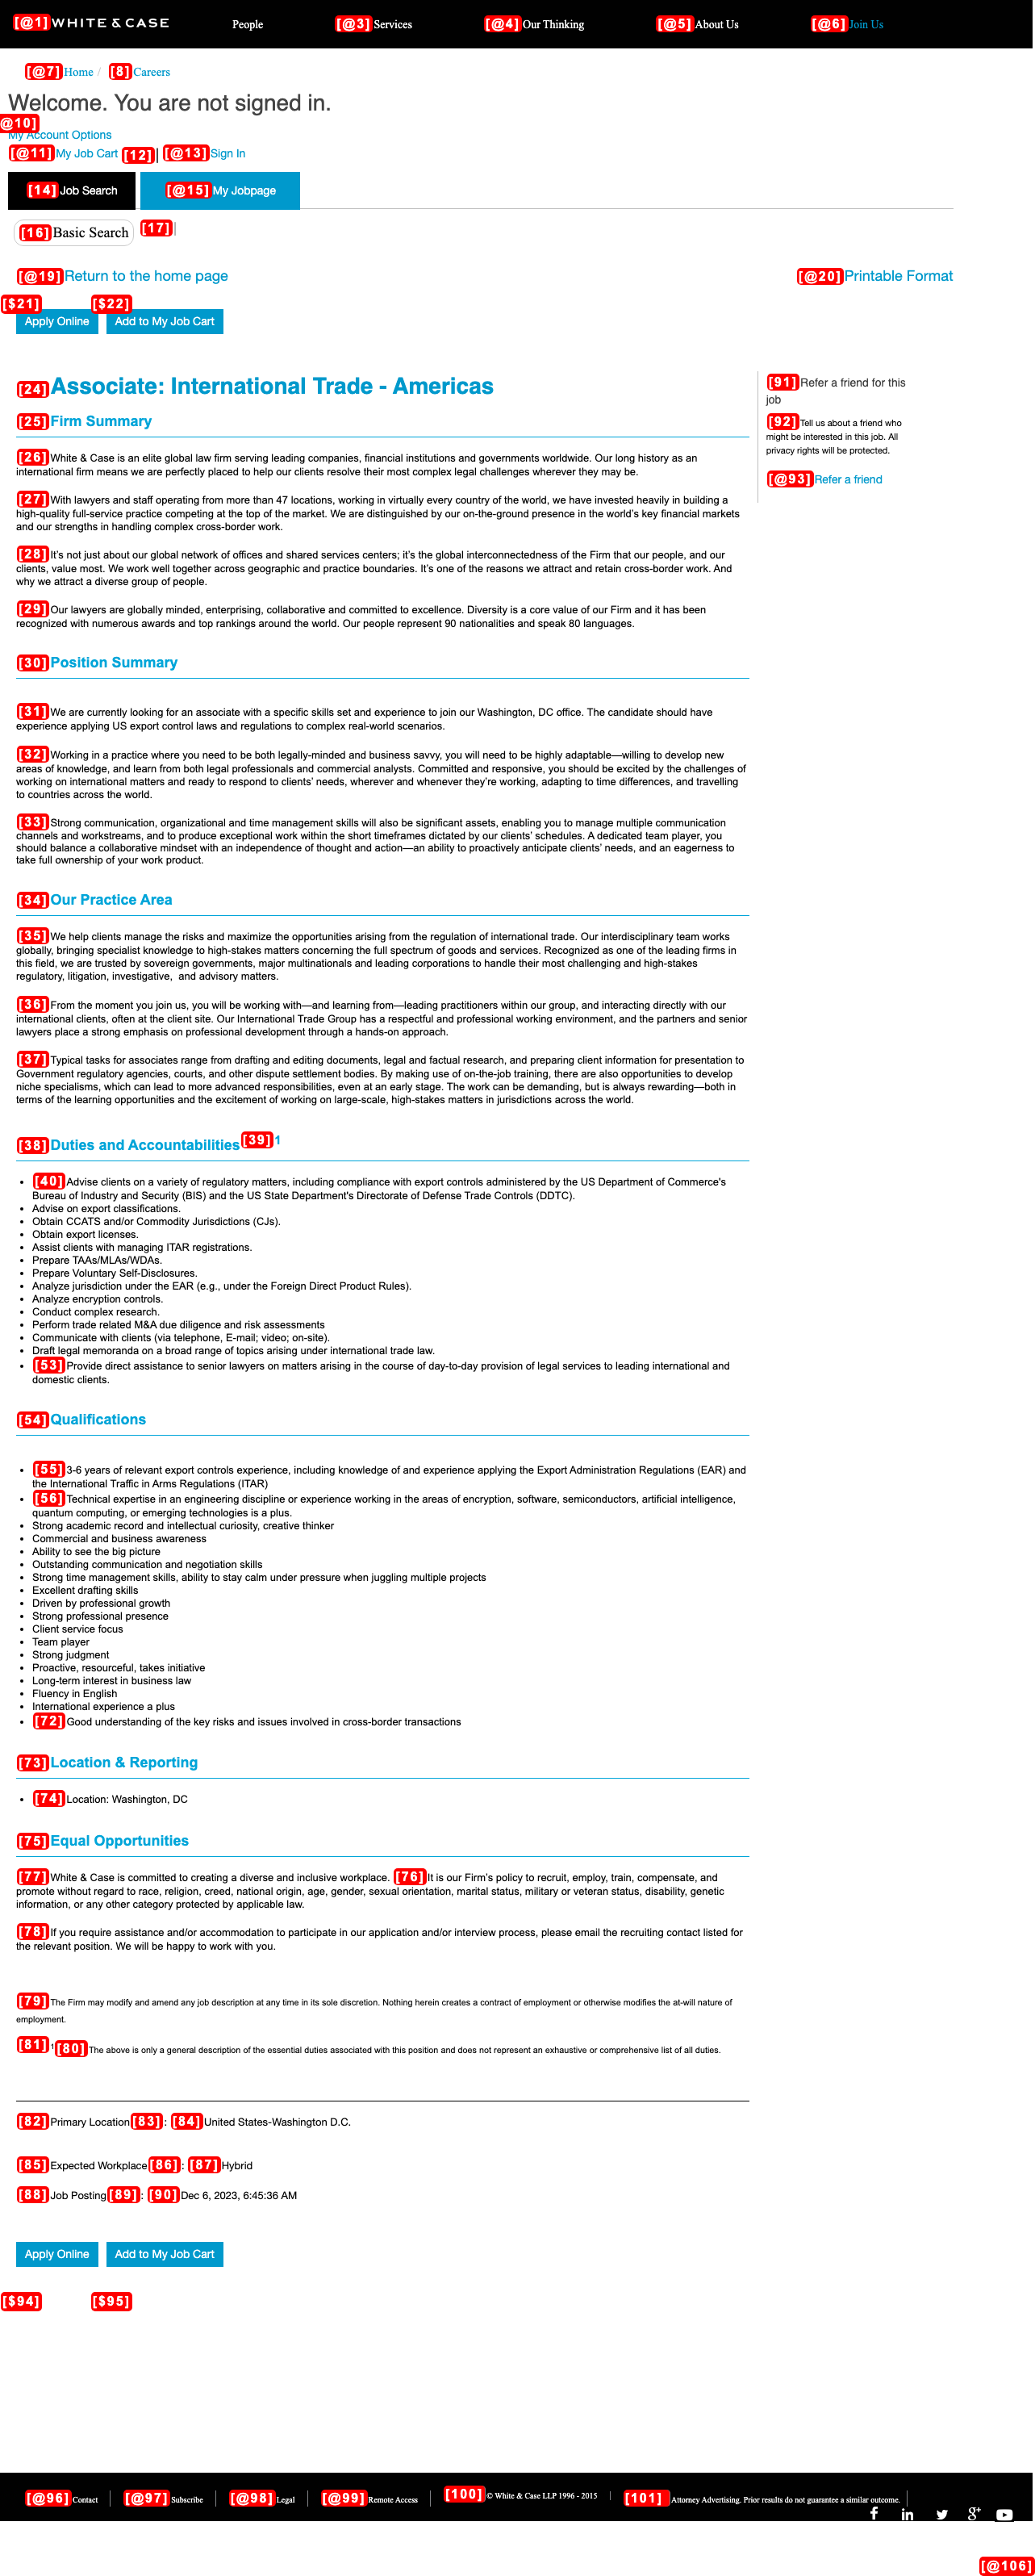 [@1] WHITE & CASE People [@3] Services [@4] Our Thinking [@5] About Us [@6] Join Us
[@7] Home / [8] Careers
Welcome. You are not signed in.
@10]
My Account Options
[@11] My Job Cart [12] | [@13] Sign In
[14] Job Search [@15] My Jobpage
[16] Basic Search [17] |
[@19] Return to the home page [@20] Printable Format
[$21] [$22]
Apply Online Add to My Job Cart
[24] Associate: International Trade - Americas
[25] Firm Summary
[26] White & Case is an elite global law firm serving leading companies, financial institutions and governments worldwide. Our long history as an
international firm means we are perfectly placed to help our clients resolve their most complex legal challenges wherever they may be.
[27] With lawyers and staff operating from more than 47 locations, working in virtually every country of the world, we have invested heavily in building a
high-quality full-service practice competing at the top of the market. We are distinguished by our on-the-ground presence in the world's key financial markets
and our strengths in handling complex cross-border work.
[28] It's not just about our global network of offices and shared services centers; it's the global interconnectedness of the Firm that our people, and our
clients, value most. We work well together across geographic and practice boundaries. It's one of the reasons we attract and retain cross-border work. And
why we attract a diverse group of people.
[29] Our lawyers are globally minded, enterprising, collaborative and committed to excellence. Diversity is a core value of our Firm and it has been
recognized with numerous awards and top rankings around the world. Our people represent 90 nationalities and speak 80 languages.
[30] Position Summary
[31] We are currently looking for an associate with a specific skills set and experience to join our Washington, DC office. The candidate should have
experience applying US export control laws and regulations to complex real-world scenarios.
[32] Working in a practice where you need to be both legally-minded and business savvy, you will need to be highly adaptable—willing to develop new
areas of knowledge, and learn from both legal professionals and commercial analysts. Committed and responsive, you should be excited by the challenges of
working on international matters and ready to respond to clients' needs, wherever and whenever they're working, adapting to time differences, and travelling
to countries across the world.
[33] Strong communication, organizational and time management skills will also be significant assets, enabling you to manage multiple communication
channels and workstreams, and to produce exceptional work within the short timeframes dictated by our clients' schedules. A dedicated team player, you
should balance a collaborative mindset with an independence of thought and action—an ability to proactively anticipate clients' needs, and an eagerness to
take full ownership of your work product.
[34] Our Practice Area
[35] We help clients manage the risks and maximize the opportunities arising from the regulation of international trade. Our interdisciplinary team works
globally, bringing specialist knowledge to high-stakes matters concerning the full spectrum of goods and services. Recognized as one of the leading firms in
this field, we are trusted by sovereign governments, major multinationals and leading corporations to handle their most challenging and high-stakes
regulatory, litigation, investigative, and advisory matters.
[36] From the moment you join us, you will be working with—and learning from—leading practitioners within our group, and interacting directly with our
international clients, often at the client site. Our International Trade Group has a respectful and professional working environment, and the partners and senior
lawyers place a strong emphasis on professional development through a hands-on approach.
[37] Typical tasks for associates range from drafting and editing documents, legal and factual research, and preparing client information for presentation to
Government regulatory agencies, courts, and other dispute settlement bodies. By making use of on-the-job training, there are also opportunities to develop
niche specialisms, which can lead to more advanced responsibilities, even at an early stage. The work can be demanding, but is always rewarding—both in
terms of the learning opportunities and the excitement of working on large-scale, high-stakes matters in jurisdictions across the world.
[38] Duties and Accountabilities [39] 1
• [40] Advise clients on a variety of regulatory matters, including compliance with export controls administered by the US Department of Commerce's
Bureau of Industry and Security (BIS) and the US State Department's Directorate of Defense Trade Controls (DDTC).
• Advise on export classifications.
• Obtain CCATS and/or Commodity Jurisdictions (CJs).
• Obtain export licenses.
• Assist clients with managing ITAR registrations.
• Prepare TAAs/MLAs/WDAs.
• Prepare Voluntary Self-Disclosures.
• Analyze jurisdiction under the EAR (e.g., under the Foreign Direct Product Rules).
• Analyze encryption controls.
• Conduct complex research.
• Perform trade related M&A due diligence and risk assessments
• Communicate with clients (via telephone, E-mail; video; on-site).
• Draft legal memoranda on a broad range of topics arising under international trade law.
• [53] Provide direct assistance to senior lawyers on matters arising in the course of day-to-day provision of legal services to leading international and
domestic clients.
[54] Qualifications
• [55] 3-6 years of relevant export controls experience, including knowledge of and experience applying the Export Administration Regulations (EAR) and
the International Traffic in Arms Regulations (ITAR)
• [56] Technical expertise in an engineering discipline or experience working in the areas of encryption, software, semiconductors, artificial intelligence,
quantum computing, or emerging technologies is a plus.
• Strong academic record and intellectual curiosity, creative thinker
• Commercial and business awareness
• Ability to see the big picture
• Outstanding communication and negotiation skills
• Strong time management skills, ability to stay calm under pressure when juggling multiple projects
• Excellent drafting skills
• Driven by professional growth
• Strong professional presence
• Client service focus
• Team player
• Strong judgment
• Proactive, resourceful, takes initiative
• Long-term interest in business law
• Fluency in English
• International experience a plus
• [72] Good understanding of the key risks and issues involved in cross-border transactions
[73] Location & Reporting
• [74] Location: Washington, DC
[75] Equal Opportunities
[77] White & Case is committed to creating a diverse and inclusive workplace. [76] It is our Firm's policy to recruit, employ, train, compensate, and
promote without regard to race, religion, creed, national origin, age, gender, sexual orientation, marital status, military or veteran status, disability, genetic
information, or any other category protected by applicable law.
[78] If you require assistance and/or accommodation to participate in our application and/or interview process, please email the recruiting contact listed for
the relevant position. We will be happy to work with you.
[79] The Firm may modify and amend any job description at any time in its sole discretion. Nothing herein creates a contract of employment or otherwise modifies the at-will nature of
employment.
[81] 1 [80] The above is only a general description of the essential duties associated with this position and does not represent an exhaustive or comprehensive list of all duties.
[82] Primary Location [83] : [84] United States-Washington D.C.
[85] Expected Workplace [86] : [87] Hybrid
[88] Job Posting [89] : [90] Dec 6, 2023, 6:45:36 AM
Apply Online Add to My Job Cart
[$94] [$95]
[91] Refer a friend for this
job
[92] Tell us about a friend who
might be interested in this job. All
privacy rights will be protected.
[@93] Refer a friend
[@96] Contact [@97] Subscribe [@98] Legal [@99] Remote Access [100] © White & Case LLP 1996 - 2015 [101] Attorney Advertising. Prior results do not guarantee a similar outcome.
[@106]